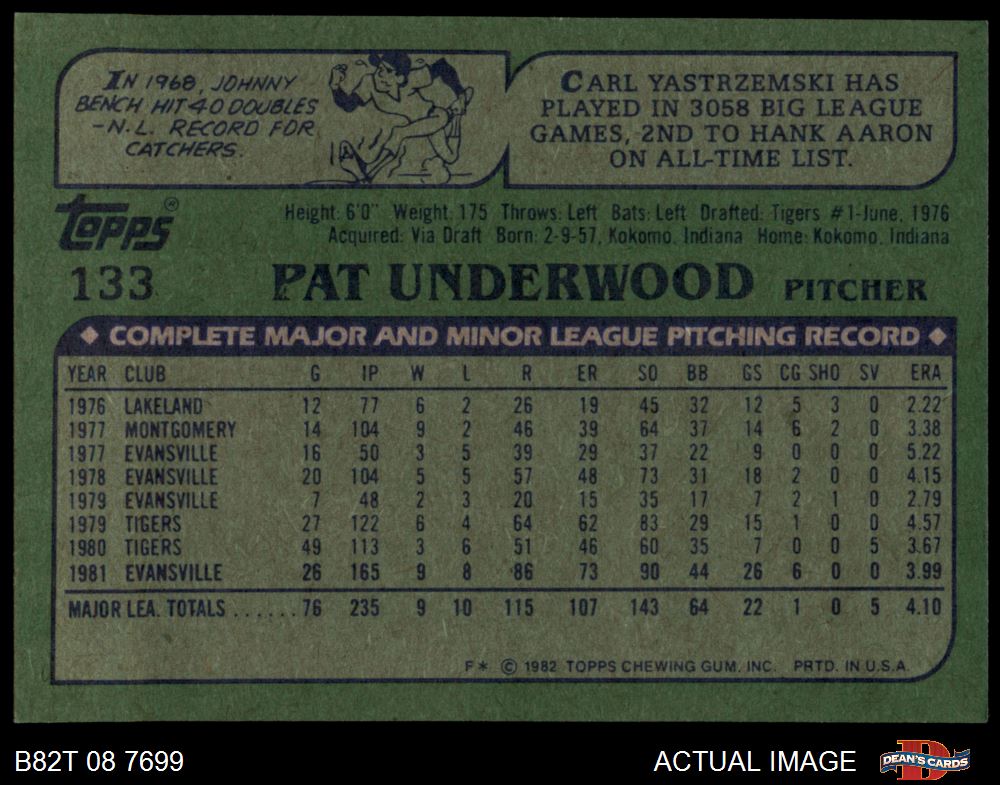 IN 1968, JOHNNY
BENCH HIT 40 DOUBLES
-N.L. RECORD FOR
CATCHERS.
CARL YASTRZEMSKI HAS
PLAYED IN 3058 BIG LEAGUE
GAMES, 2ND TO HANK AARON
ON ALL-TIME LIST.
topps®
Height: 6'0" Weight: 175 Throws: Left Bats: Left Drafted: Tigers #1-June, 1976
Acquired: Via Draft Born: 2-9-57, Kokomo, Indiana Home: Kokomo, Indiana
133 PAT UNDERWOOD PITCHER
◆ COMPLETE MAJOR AND MINOR LEAGUE PITCHING RECORD ◆
YEAR CLUB G IP W L R ER SO BB GS CG SHO SV ERA
1976 LAKELAND 12 77 6 2 26 19 45 32 12 5 3 0 2.22
1977 MONTGOMERY 14 104 9 2 46 39 64 37 14 6 2 0 3.38
1977 EVANSVILLE 16 50 3 5 39 29 37 22 9 0 0 0 5.22
1978 EVANSVILLE 20 104 5 5 57 48 73 31 18 2 0 0 4.15
1979 EVANSVILLE 7 48 2 3 20 15 35 17 7 2 1 0 2.79
1979 TIGERS 27 122 6 4 64 62 83 29 15 1 0 0 4.57
1980 TIGERS 49 113 3 6 51 46 60 35 7 0 0 5 3.67
1981 EVANSVILLE 26 165 9 8 86 73 90 44 26 6 0 0 3.99
MAJOR LEA. TOTALS ......76 235 9 10 115 107 143 64 22 1 0 5 4.10
F* © 1982 TOPPS CHEWING GUM, INC. PRTD. IN U.S.A.
B82T 08 7699 ACTUAL IMAGE D DEAN'S CARDS